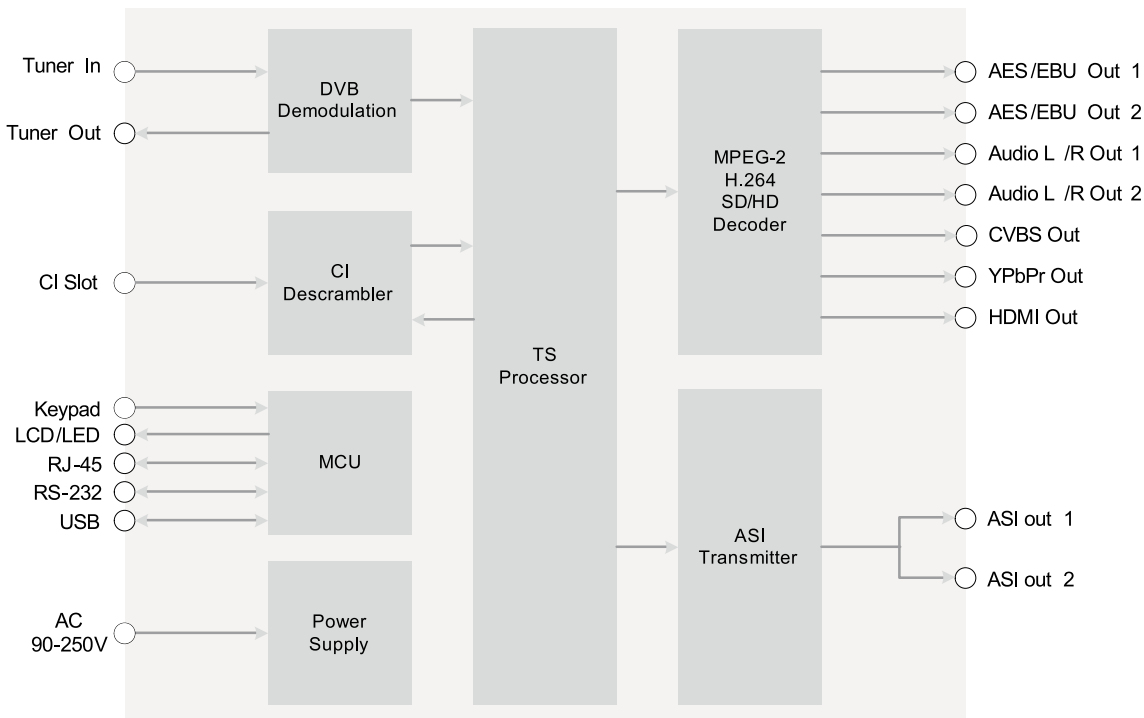 Tuner In
Tuner Out
CI Slot
Keypad
LCD/LED
RJ-45
RS-232
USB
AC
90-250V
DVB
Demodulation
CI
Descrambler
MCU
Power
Supply
TS
Processor
MPEG-2
H.264
SD/HD
Decoder
ASI
Transmitter
AES/EBU Out 1
AES/EBU Out 2
Audio L /R Out 1
Audio L /R Out 2
CVBS Out
YPbPr Out
HDMI Out
ASI out 1
ASI out 2